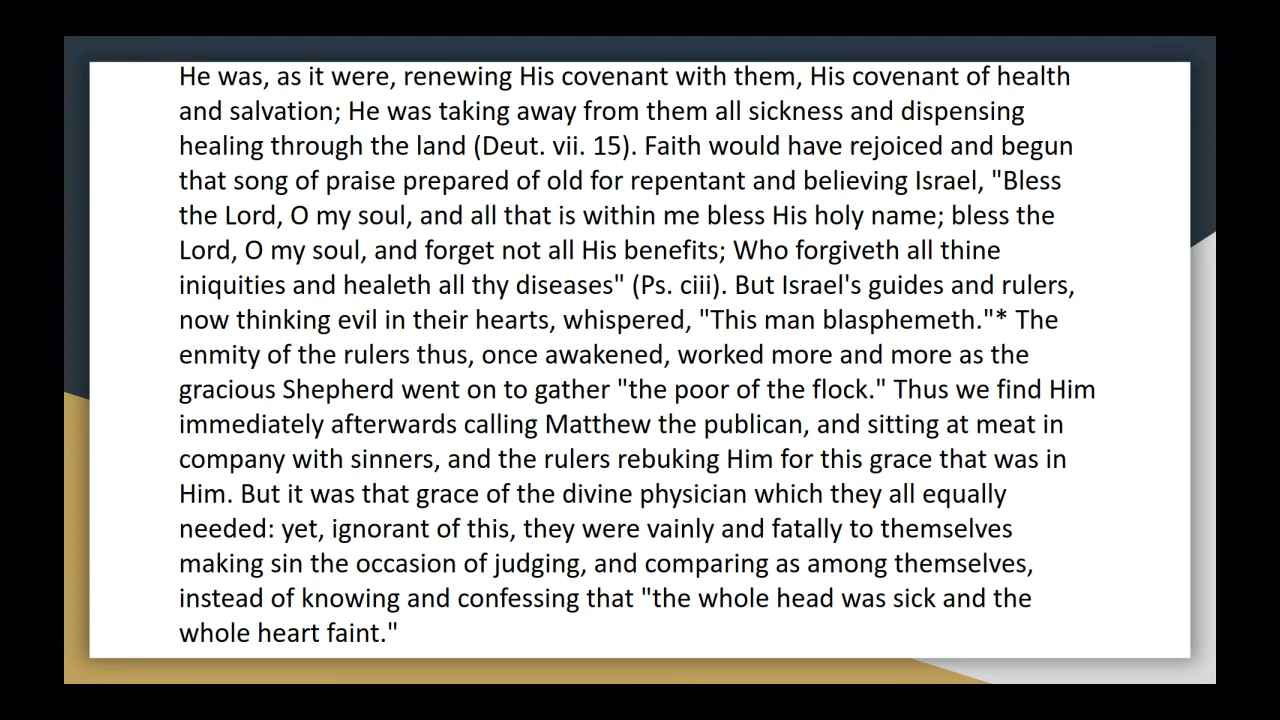 He was, as it were, renewing His covenant with them, His covenant of health
and salvation; He was taking away from them all sickness and dispensing
healing through the land (Deut. vii. 15). Faith would have rejoiced and begun
that song of praise prepared of old for repentant and believing Israel, "Bless
the Lord, O my soul, and all that is within me bless His holy name; bless the
Lord, O my soul, and forget not all His benefits; Who forgiveth all thine
iniquities and healeth all thy diseases" (Ps. ciii). But Israel's guides and rulers,
now thinking evil in their hearts, whispered, "This man blasphemeth."* The
enmity of the rulers thus, once awakened, worked more and more as the
gracious Shepherd went on to gather "the poor of the flock." Thus we find Him
immediately afterwards calling Matthew the publican, and sitting at meat in
company with sinners, and the rulers rebuking Him for this grace that was in
Him. But it was that grace of the divine physician which they all equally
needed: yet, ignorant of this, they were vainly and fatally to themselves
making sin the occasion of judging, and comparing as among themselves,
instead of knowing and confessing that "the whole head was sick and the
whole heart faint."